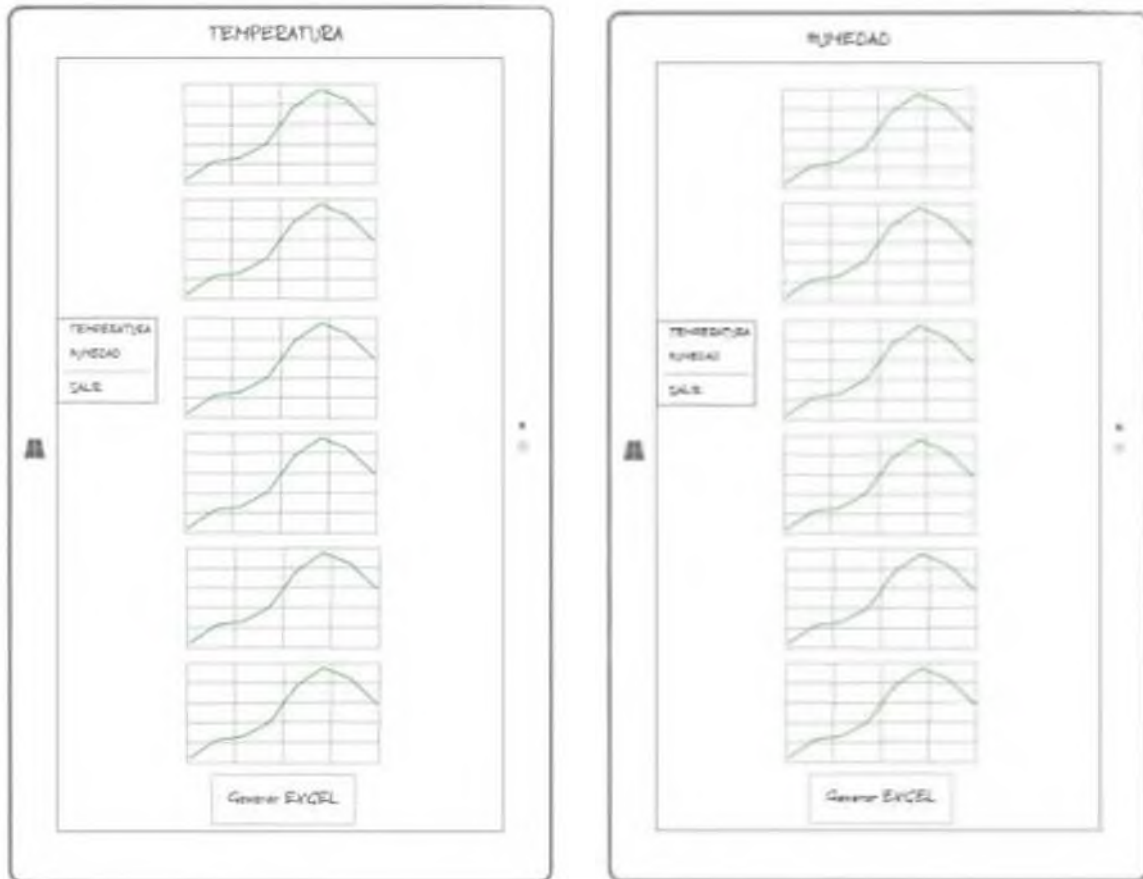 TEMPERATURA
TEMPERATURA
HUMEDAD
SALIR
Generar EXCEL
HUMEDAD
TEMPERATURA
HUMEDAD
SALIR
Generar EXCEL